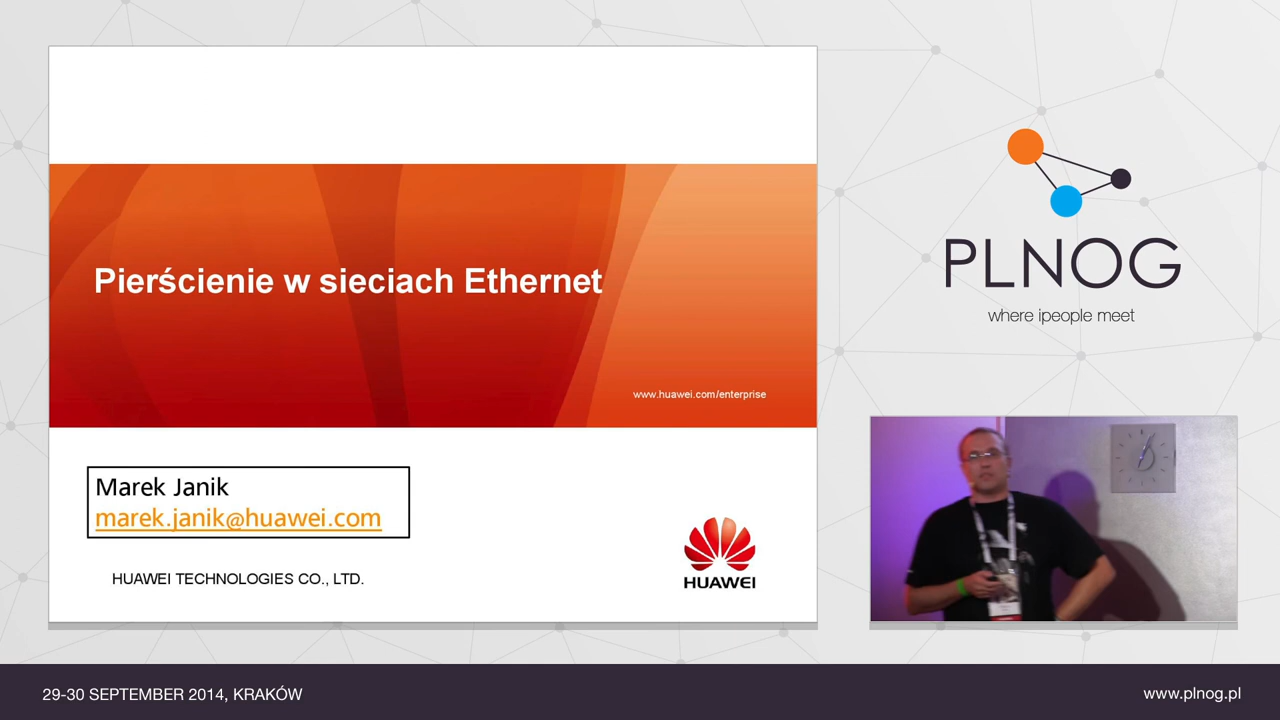 Pierścienie w sieciach Ethernet
www.huawei.com/enterprise
Marek Janik
marek.janik@huawei.com
HUAWEI TECHNOLOGIES CO., LTD.
HUAWEI
PLNOG
where ipeople meet
29-30 SEPTEMBER 2014, KRAKÓW
www.plnog.pl